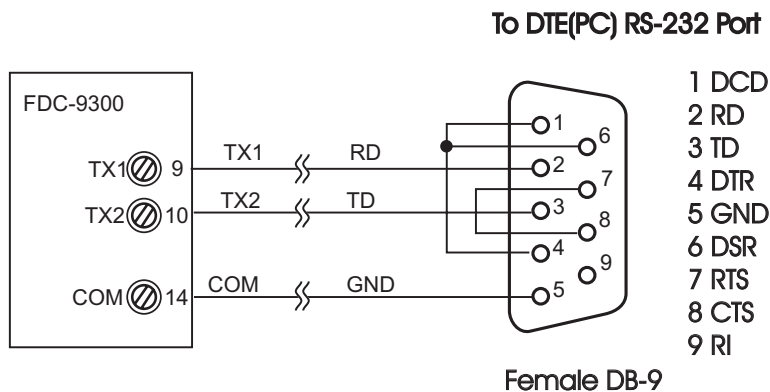 To DTE(PC) RS-232 Port
FDC-9300
TX1 9 TX1 RD
TX2 10 TX2 TD
COM 14 COM GND
1
6
2
7
3
8
4
9
5
1 DCD
2 RD
3 TD
4 DTR
5 GND
6 DSR
7 RTS
8 CTS
9 RI
Female DB-9